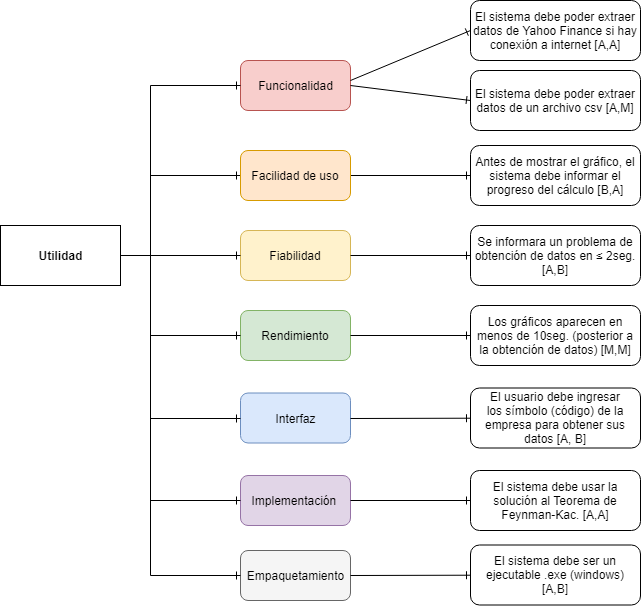 El sistema debe poder extraer
datos de Yahoo Finance si hay
conexión a internet [A,A]
Funcionalidad
El sistema debe poder extraer
datos de un archivo csv [A,M]
Facilidad de uso
Antes de mostrar el gráfico, el
sistema debe informar el
progreso del cálculo [B,A]
Utilidad
Fiabilidad
Se informara un problema de
obtención de datos en ≤ 2seg.
[A,B]
Rendimiento
Los gráficos aparecen en
menos de 10seg. (posterior a
la obtención de datos) [M,M]
Interfaz
El usuario debe ingresar
los símbolo (código) de la
empresa para obtener sus
datos [A, B]
Implementación
El sistema debe usar la
solución al Teorema de
Feynman-Kac. [A,A]
Empaquetamiento
El sistema debe ser un
ejecutable .exe (windows)
[A,B]